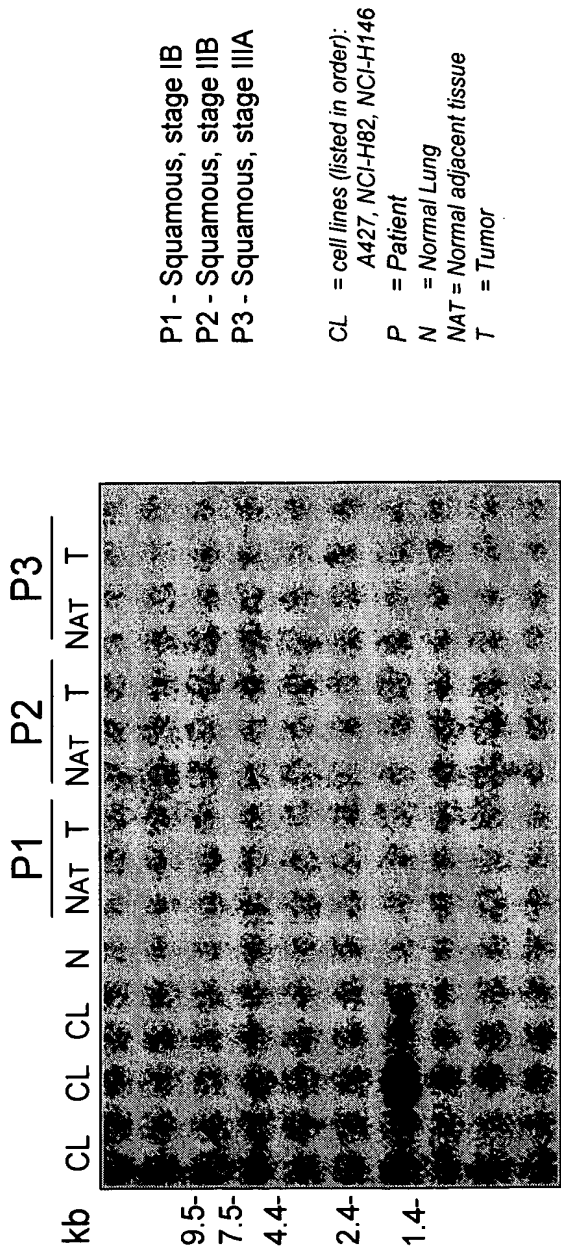 P1 P2 P3
kb CL CL CL N NAT T NAT T NAT T
9.5-
7.5-
4.4-
2.4-
1.4-
P1 - Squamous, stage IB
P2 - Squamous, stage IIB
P3 - Squamous, stage IIIA
CL = cell lines (listed in order):
A427, NCI-H82, NCI-H146
P = Patient
N = Normal Lung
NAT = Normal adjacent tissue
T = Tumor